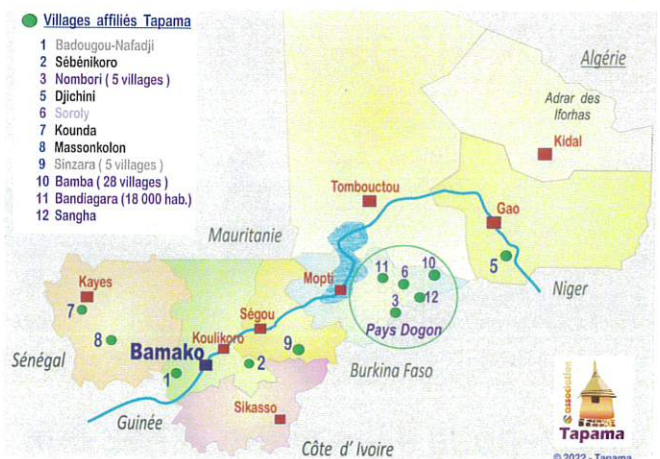 Villages affiliés Tapama
1 Badougou-Nafadji
2 Sébénikoro
3 Nombori ( 5 villages )
5 Djichini
6 Soroly
7 Kounda
8 Massonkolon
9 Sinzara ( 5 villages )
10 Bamba ( 28 villages )
11 Bandiagara (18 000 hab.)
12 Sangha
Algérie
Adrar des
Iforhas
Kidal
Tombouctou
Gao
Mauritanie
5
Niger
Mopti
11
6
10
12
3
Pays Dogon
Kayes
7
8
Ségou
Koulikoro
Bamako
9
2
1
Sénégal
Burkina Faso
Guinée
Sikasso
Côte d' Ivoire
association
Tapama
© 2022 - Tapama